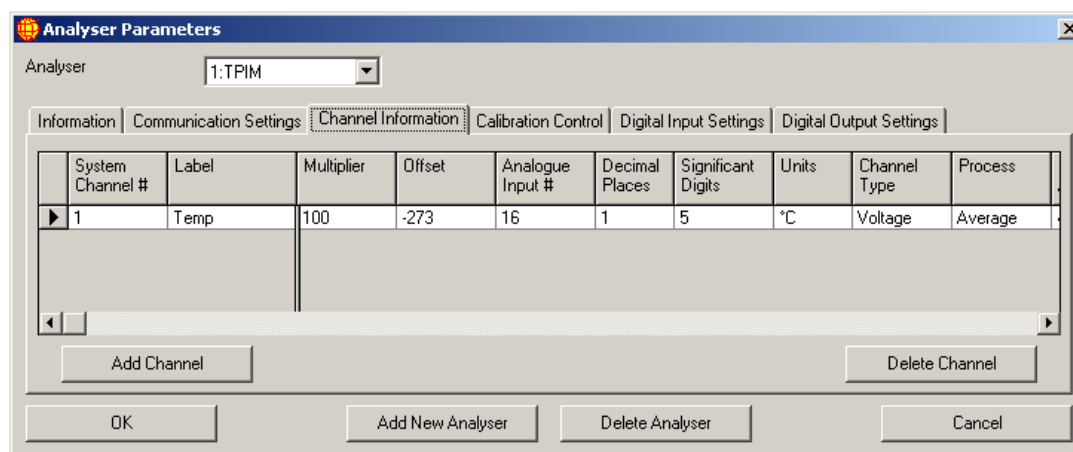 Analyser Parameters
Analyser 1:TPIM
Information Communication Settings Channel Information Calibration Control Digital Input Settings Digital Output Settings
System Channel # Label Multiplier Offset Analogue Input # Decimal Places Significant Digits Units Channel Type Process
1 Temp 100 -273 16 1 5 °C Voltage Average
Add Channel Delete Channel
OK Add New Analyser Delete Analyser Cancel